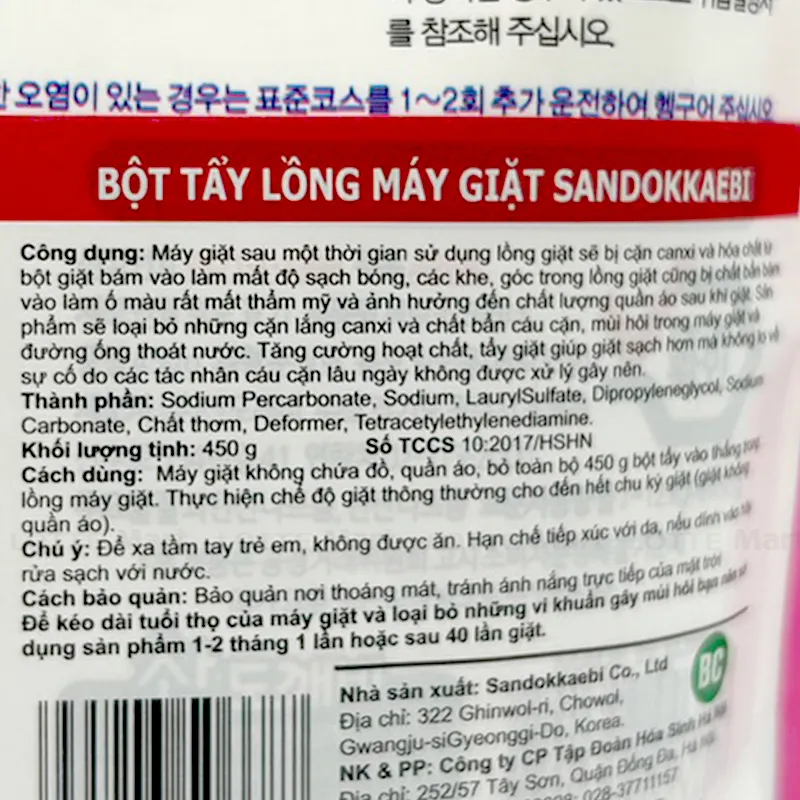 를 참조해 주십시오
오염이 있는 경우는 표준코스를 1~2회 추가 운전하여 헹구어 주십시오
BỘT TẨY LỒNG MÁY GIẶT SANDOKKAEBI
Công dụng: Máy giặt sau một thời gian sử dụng lồng giặt sẽ bị cặn canxi và hóa chất từ
bột giặt bám vào làm mất độ sạch bóng, các khe, góc trong lồng giặt cũng bị chất bẩn bám
vào làm ố màu rất mất thẩm mỹ và ảnh hưởng đến chất lượng quần áo sau khi giặt. Sản
phẩm sẽ loại bỏ những cặn lắng canxi và chất bẩn cáu cặn, mùi hôi trong máy giặt và
đường ống thoát nước. Tăng cường hoạt chất, tẩy giặt giúp giặt sạch hơn mà không lo về
sự cố do các tác nhân cáu cặn lâu ngày không được xử lý gây nên.
Thành phần: Sodium Percarbonate, Sodium, LaurylSulfate, Dipropyleneglycol, Sodium
Carbonate, Chất thơm, Deformer, Tetracetylethylenediamine.
Khối lượng tịnh: 450 g Số TCCS 10:2017/HSHN
Cách dùng: Máy giặt không chứa đồ, quần áo, bỏ toàn bộ 450 g bột tẩy vào thẳng trong
lồng máy giặt. Thực hiện chế độ giặt thông thường cho đến hết chu kỳ giặt (giặt không
quần áo).
Chú ý: Để xa tầm tay trẻ em, không được ăn. Hạn chế tiếp xúc với da, nếu dính vào
rửa sạch với nước.
Cách bảo quản: Bảo quản nơi thoáng mát, tránh ánh nắng trực tiếp của mặt trời
Để kéo dài tuổi thọ của máy giặt và loại bỏ những vi khuẩn gây mùi hôi bạn nên sử
dụng sản phẩm 1-2 tháng 1 lần hoặc sau 40 lần giặt.
BC
Nhà sản xuất: Sandokkaebi Co., Ltd
Địa chỉ: 322 Ghinwol-ri, Chowol,
Gwangju-siGyeonggi-Do, Korea.
NK & PP: Công ty CP Tập Đoàn Hóa Sinh Hà Nội
Địa chỉ: 252/57 Tây Sơn, Quận Đống Đa, Hà Nội.
028-37711157